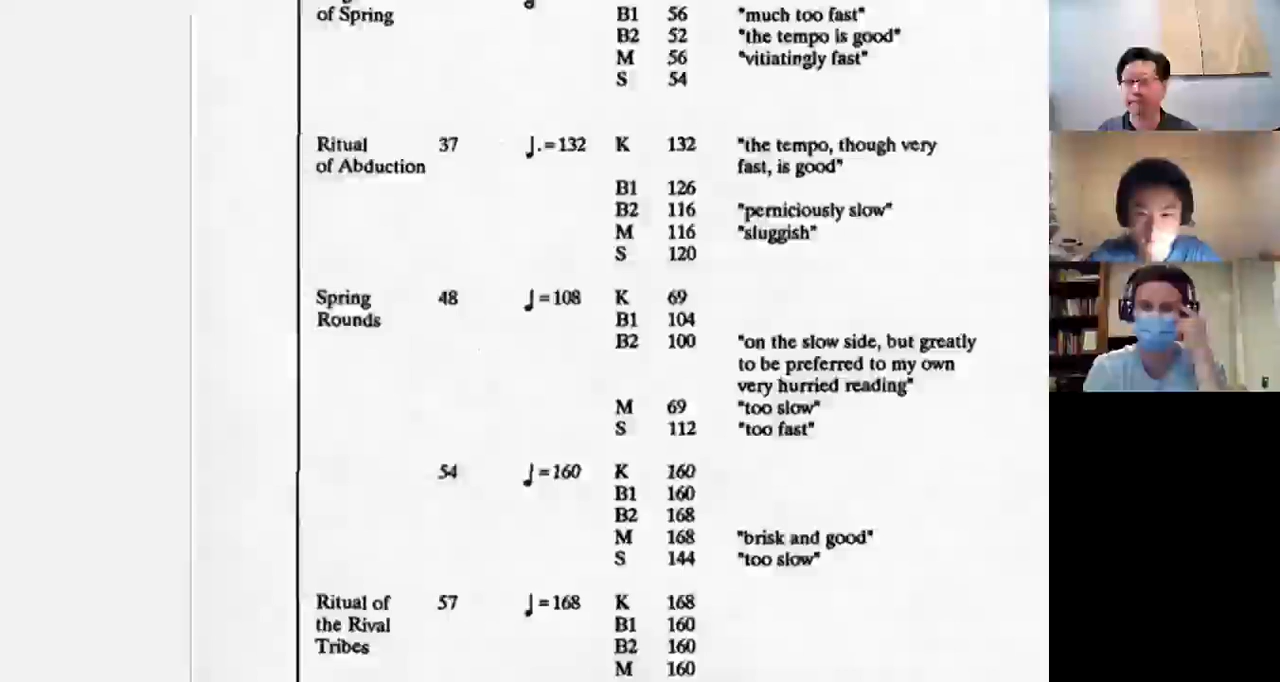 of Spring B1 56 "much too fast"
B2 52 "the tempo is good"
M 56 "vitiatingly fast"
S 54
Ritual 37 ♩.=132 K 132 "the tempo, though very
of Abduction fast, is good"
B1 126
B2 116 "perniciously slow"
M 116 "sluggish"
S 120
Spring 48 ♩=108 K 69
Rounds B1 104
B2 100 "on the slow side, but greatly
to be preferred to my own
very hurried reading"
M 69 "too slow"
S 112 "too fast"
54 ♩=160 K 160
B1 160
B2 168
M 168 "brisk and good"
S 144 "too slow"
Ritual of 57 ♩=168 K 168
the Rival B1 160
Tribes B2 160
M 160